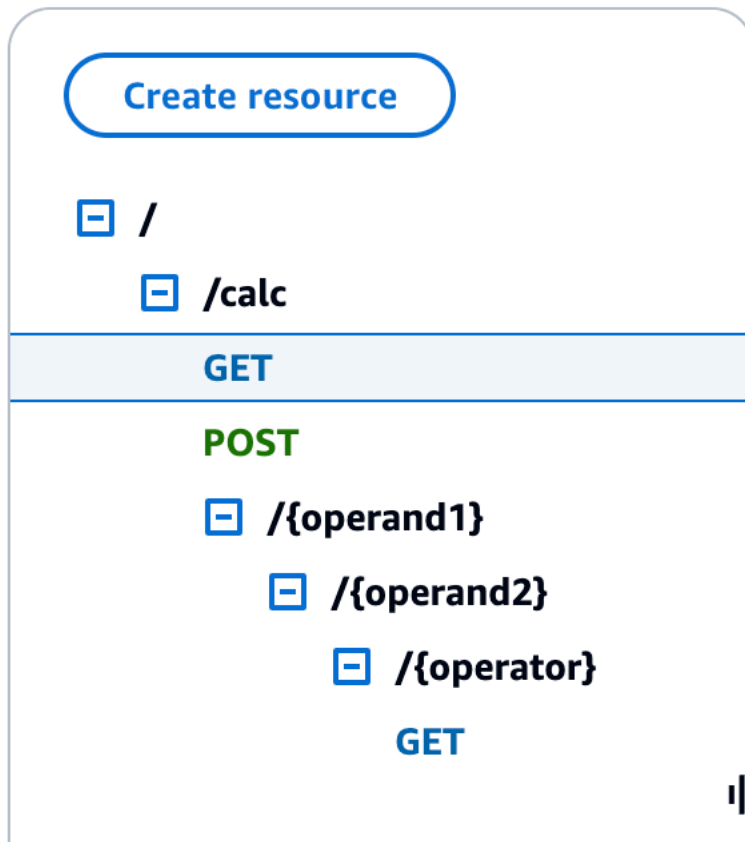 Create resource
/
/calc
GET
POST
/{operand1}
/{operand2}
/{operator}
GET